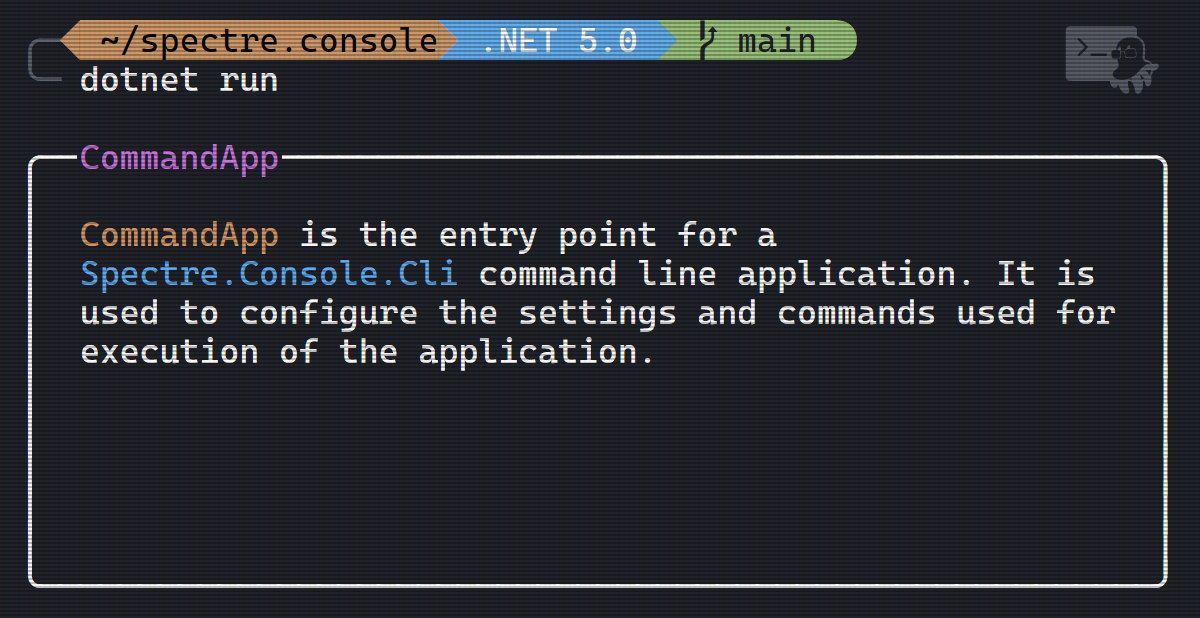 ~/spectre.console .NET 5.0 main
dotnet run
CommandApp
CommandApp is the entry point for a
Spectre.Console.Cli command line application. It is
used to configure the settings and commands used for
execution of the application.